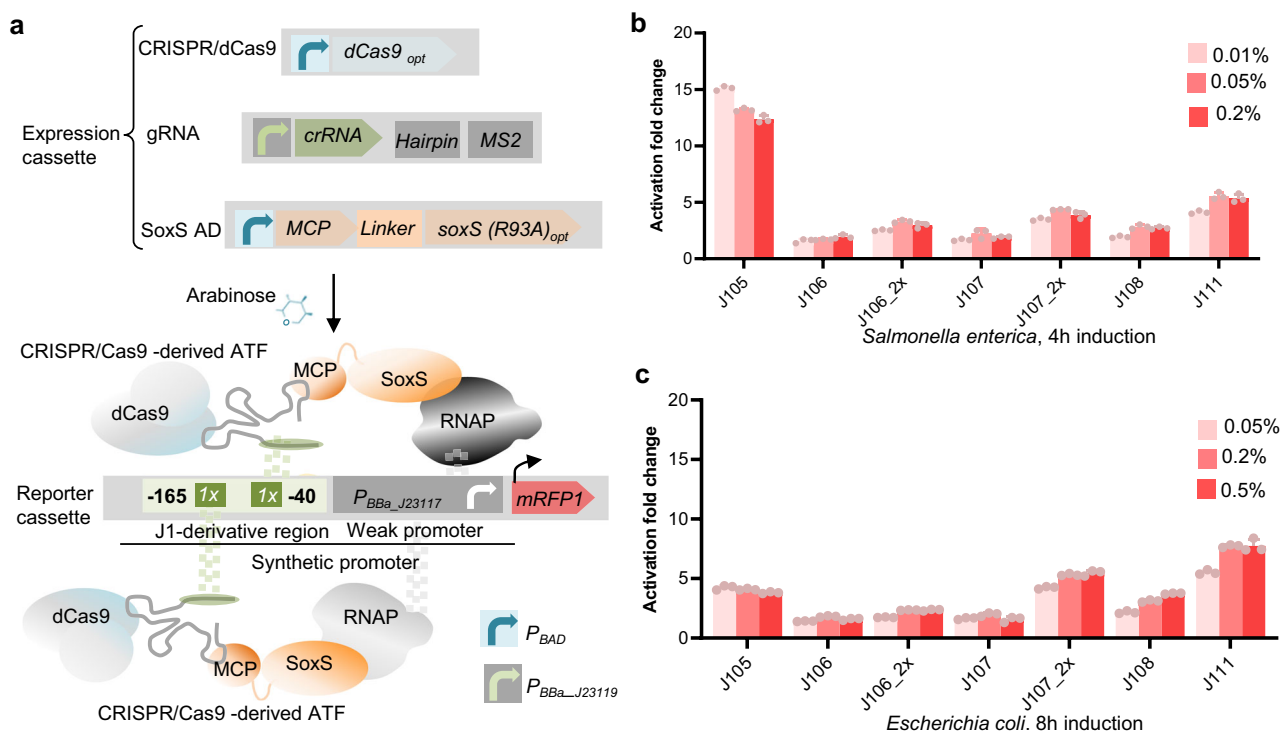 a
CRISPR/dCas9
dCas9 opt
Expression
cassette
gRNA
crRNA
Hairpin
MS2
SoxS AD
MCP
Linker
soxS (R93A)opt
Arabinose
O
CRISPR/Cas9 -derived ATF
dCas9
MCP
SoxS
RNAP
Reporter
cassette
-165
1x
1x
-40
PBBa_J23117
mRFP1
J1-derivative region
Weak promoter
Synthetic promoter
dCas9
MCP
SoxS
RNAP
CRISPR/Cas9 -derived ATF
PBAD
PBBa_J23119
b
Activation fold change
20
15
10
5
0
0.01%
0.05%
0.2%
J105
J106
J106_2x
J107
J107_2x
J108
J111
Salmonella enterica, 4h induction
c
Activation fold change
20
15
10
5
0
0.05%
0.2%
0.5%
J105
J106
J106_2x
J107
J107_2x
J108
J111
Escherichia coli. 8h induction